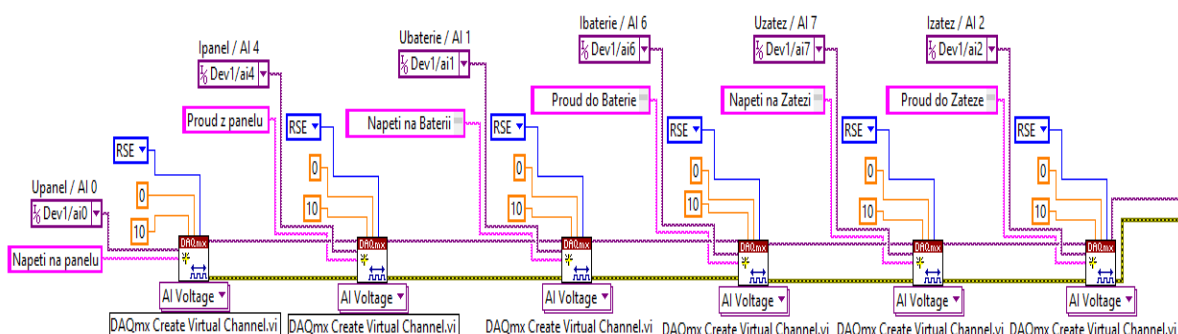 Upanel / AI 0
Dev1/ai0
Napeti na panelu
RSE
0
10
DAQmx
AI Voltage
DAQmx Create Virtual Channel.vi
Ipanel / AI 4
Dev1/ai4
Proud z panelu
RSE
0
10
DAQmx
AI Voltage
DAQmx Create Virtual Channel.vi
Ubaterie / AI 1
Dev1/ai1
Napeti na Baterii
RSE
0
10
DAQmx
AI Voltage
DAQmx Create Virtual Channel.vi
Ibaterie / AI 6
Dev1/ai6
Proud do Baterie
RSE
0
10
DAQmx
AI Voltage
DAQmx Create Virtual Channel.vi
Uzatez / AI 7
Dev1/ai7
Napeti na Zatezi
RSE
0
10
DAQmx
AI Voltage
DAQmx Create Virtual Channel.vi
Izatez / AI 2
Dev1/ai2
Proud do Zateze
RSE
0
10
DAQmx
AI Voltage
DAQmx Create Virtual Channel.vi